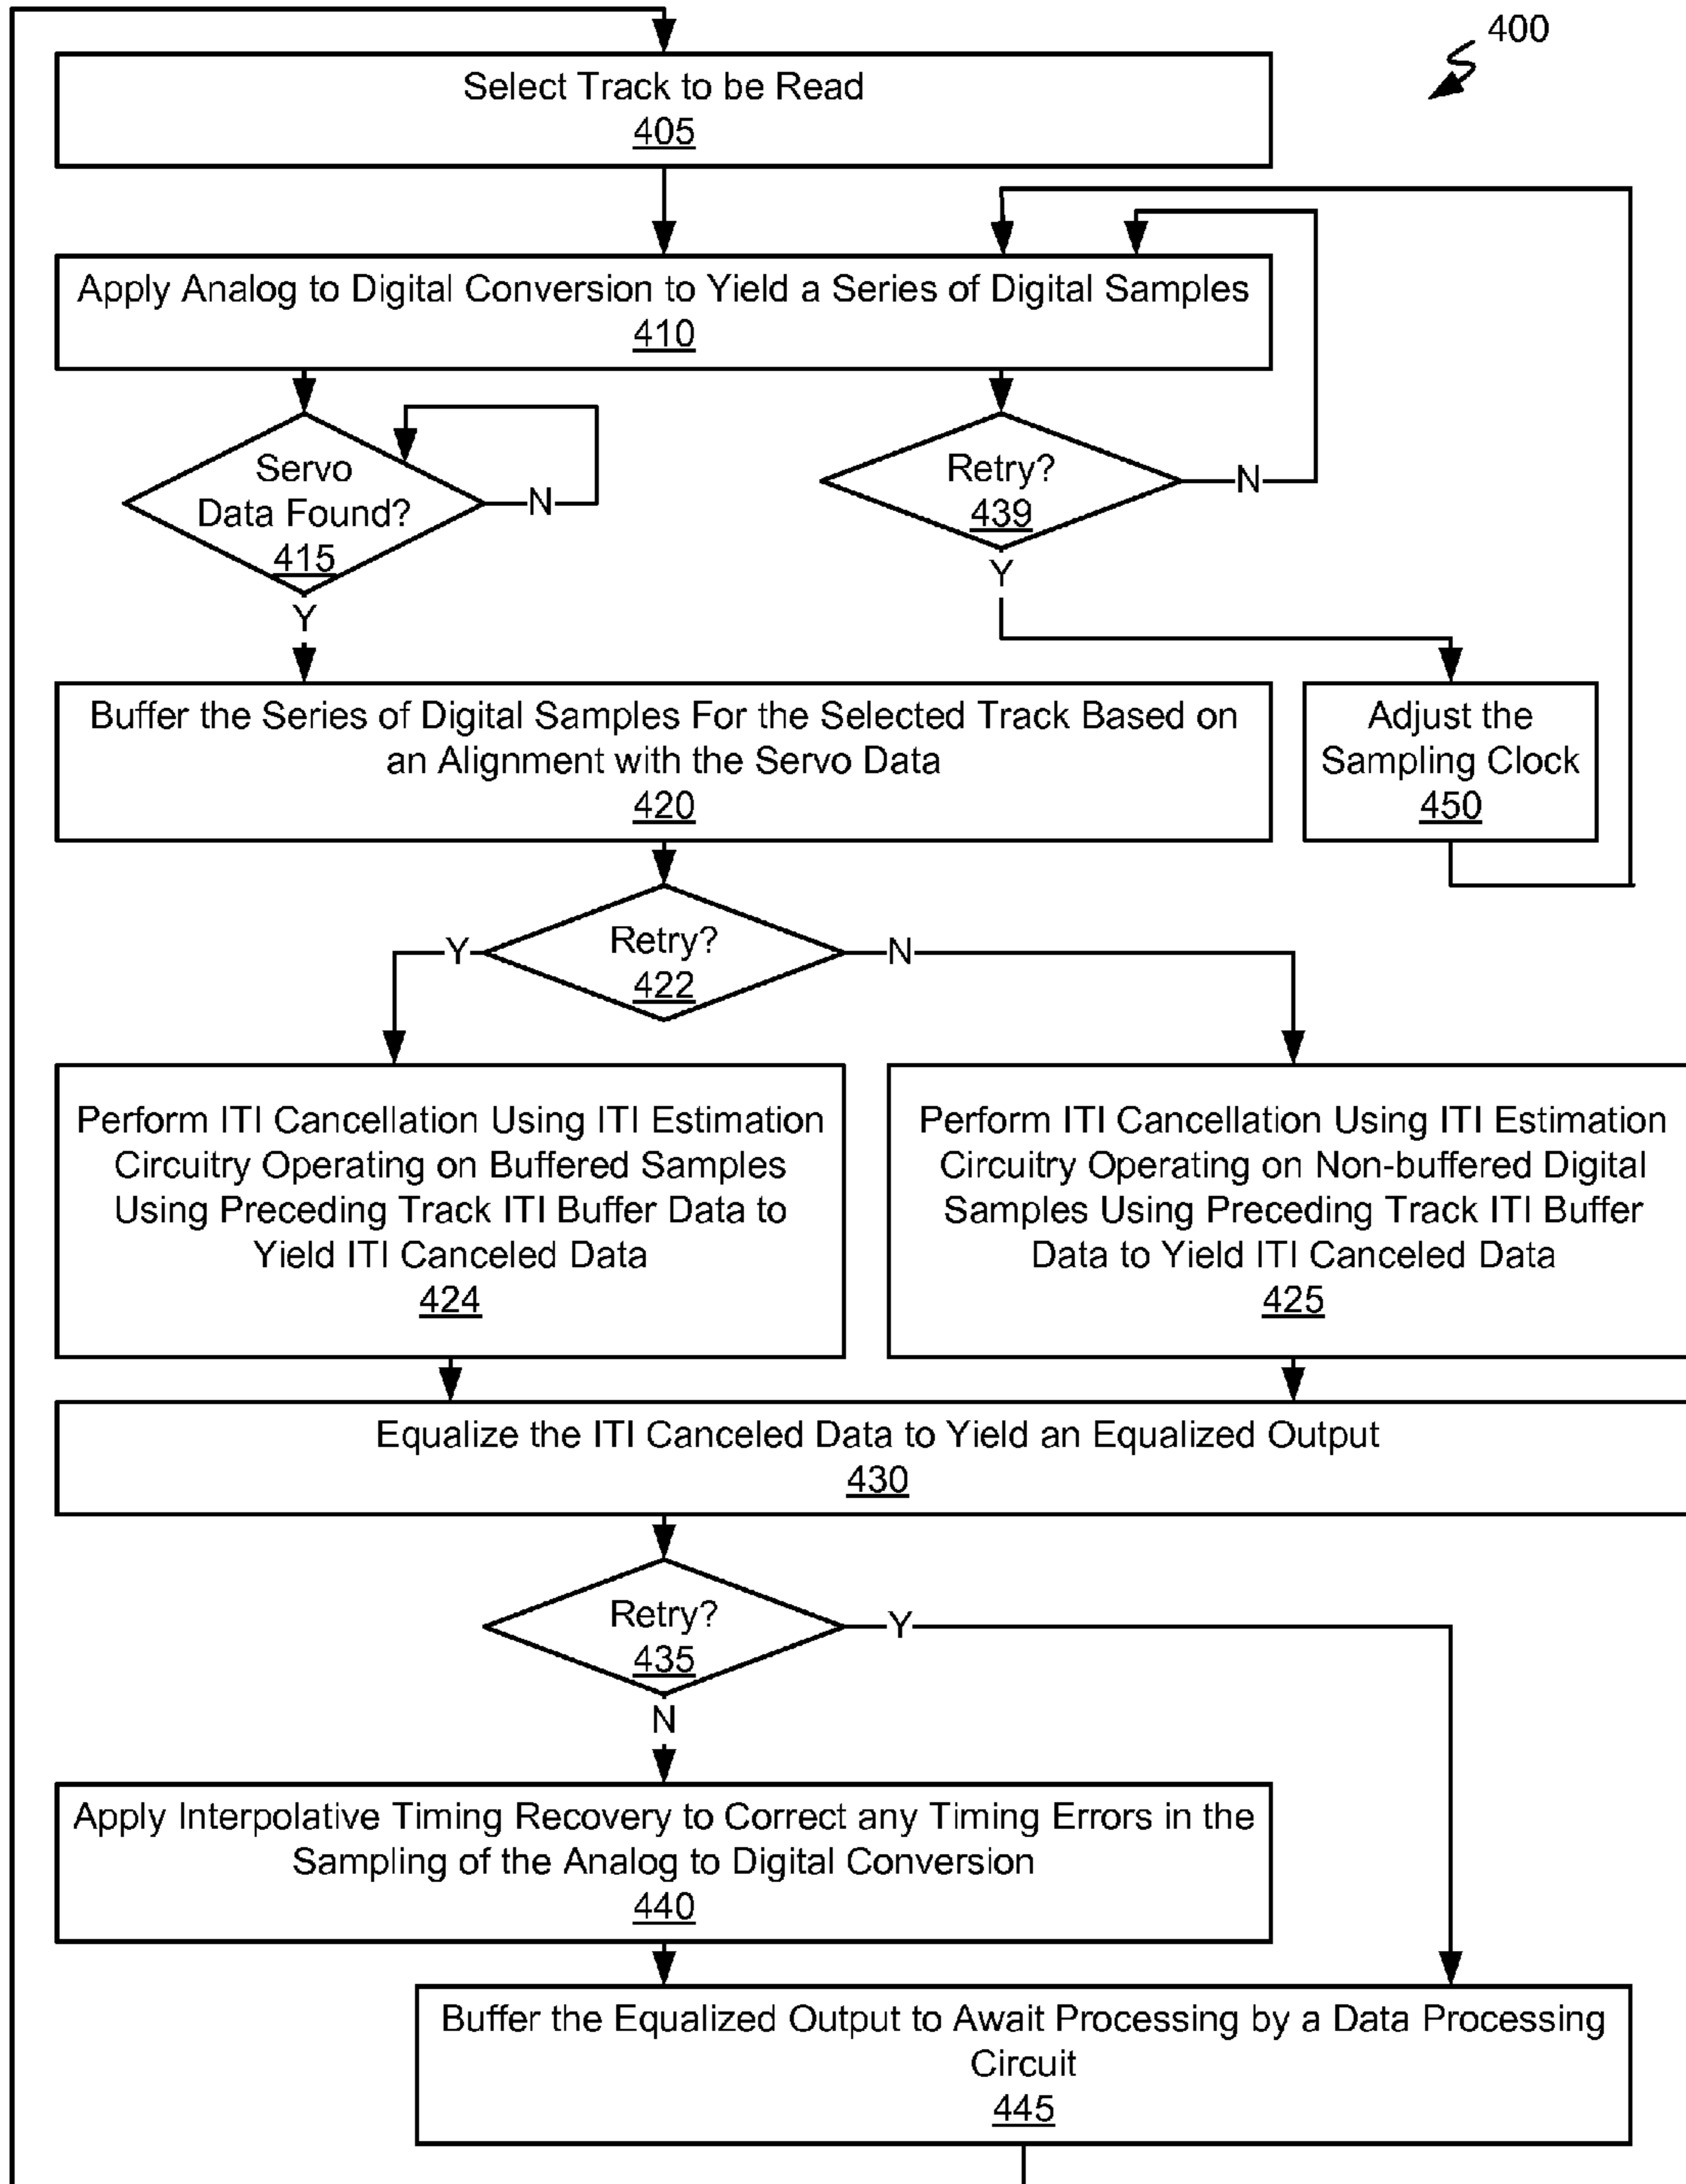 400
Select Track to be Read
405
Apply Analog to Digital Conversion to Yield a Series of Digital Samples
410
Servo
Data Found?
415
N
Y
Retry?
439
N
Y
Buffer the Series of Digital Samples For the Selected Track Based on
an Alignment with the Servo Data
420
Adjust the
Sampling Clock
450
Retry?
422
Y
N
Perform ITI Cancellation Using ITI Estimation
Circuitry Operating on Buffered Samples
Using Preceding Track ITI Buffer Data to
Yield ITI Canceled Data
424
Perform ITI Cancellation Using ITI Estimation
Circuitry Operating on Non-buffered Digital
Samples Using Preceding Track ITI Buffer
Data to Yield ITI Canceled Data
425
Equalize the ITI Canceled Data to Yield an Equalized Output
430
Retry?
435
Y
N
Apply Interpolative Timing Recovery to Correct any Timing Errors in the
Sampling of the Analog to Digital Conversion
440
Buffer the Equalized Output to Await Processing by a Data Processing
Circuit
445